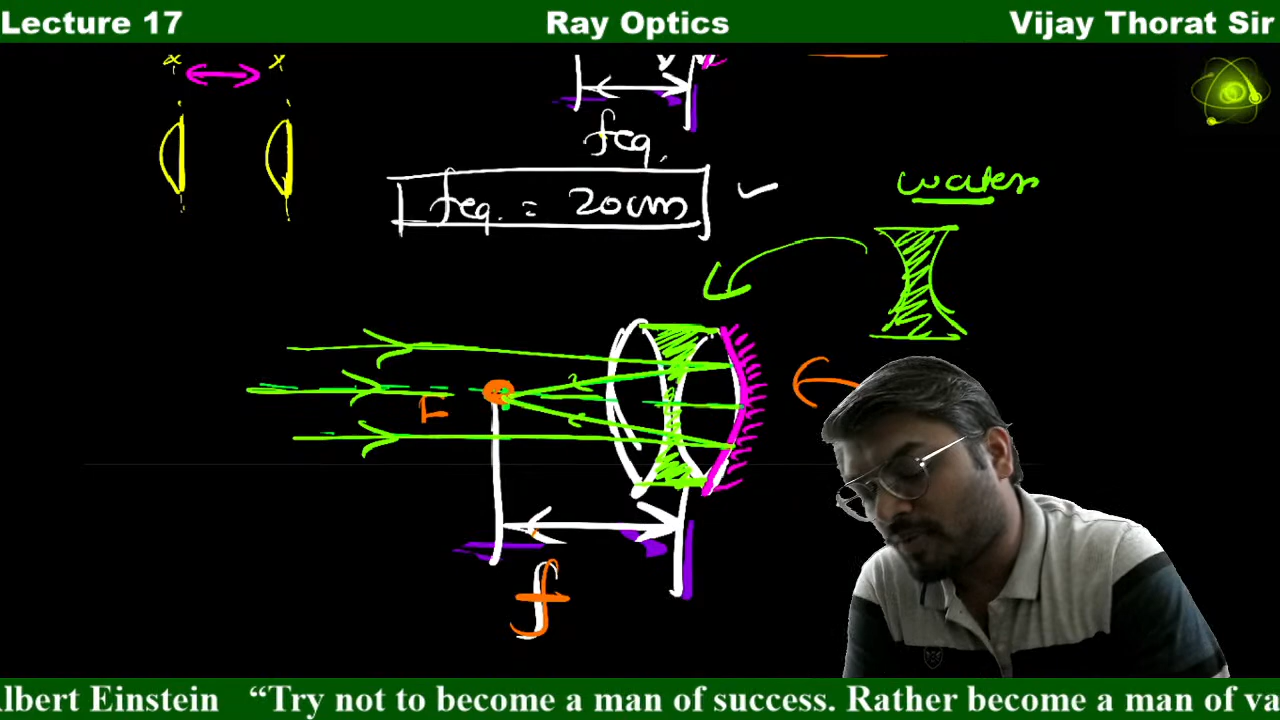 Lecture 17
Ray Optics
Vijay Thorat Sir
x
feq.
feq. = 20cm
water
F
f
lbert Einstein “Try not to become a man of success. Rather become a man of va